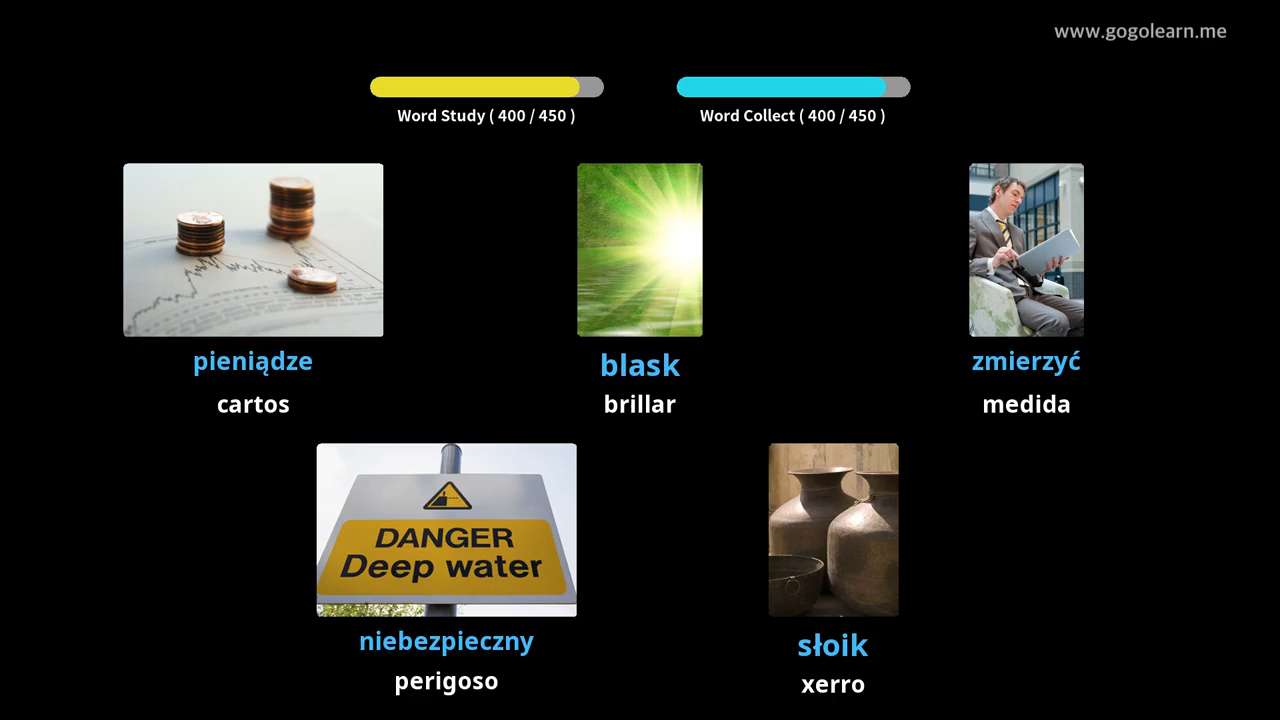 www.gogolearn.me
Word Study ( 400 / 450 )
Word Collect ( 400 / 450 )
pieniądze
cartos
blask
brillar
zmierzyć
medida
DANGER
Deep water
niebezpieczny
perigoso
słoik
xerro